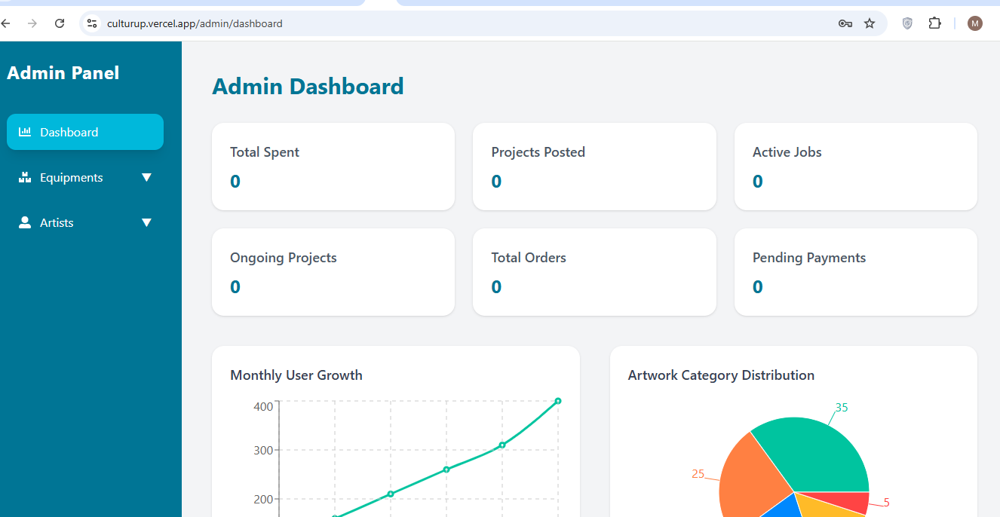 culturup.vercel.app/admin/dashboard
M
Admin Panel
Dashboard
Equipments
Artists
Admin Dashboard
Total Spent
0
Projects Posted
0
Active Jobs
0
Ongoing Projects
0
Total Orders
0
Pending Payments
0
Monthly User Growth
400
300
200
Artwork Category Distribution
35
25
5